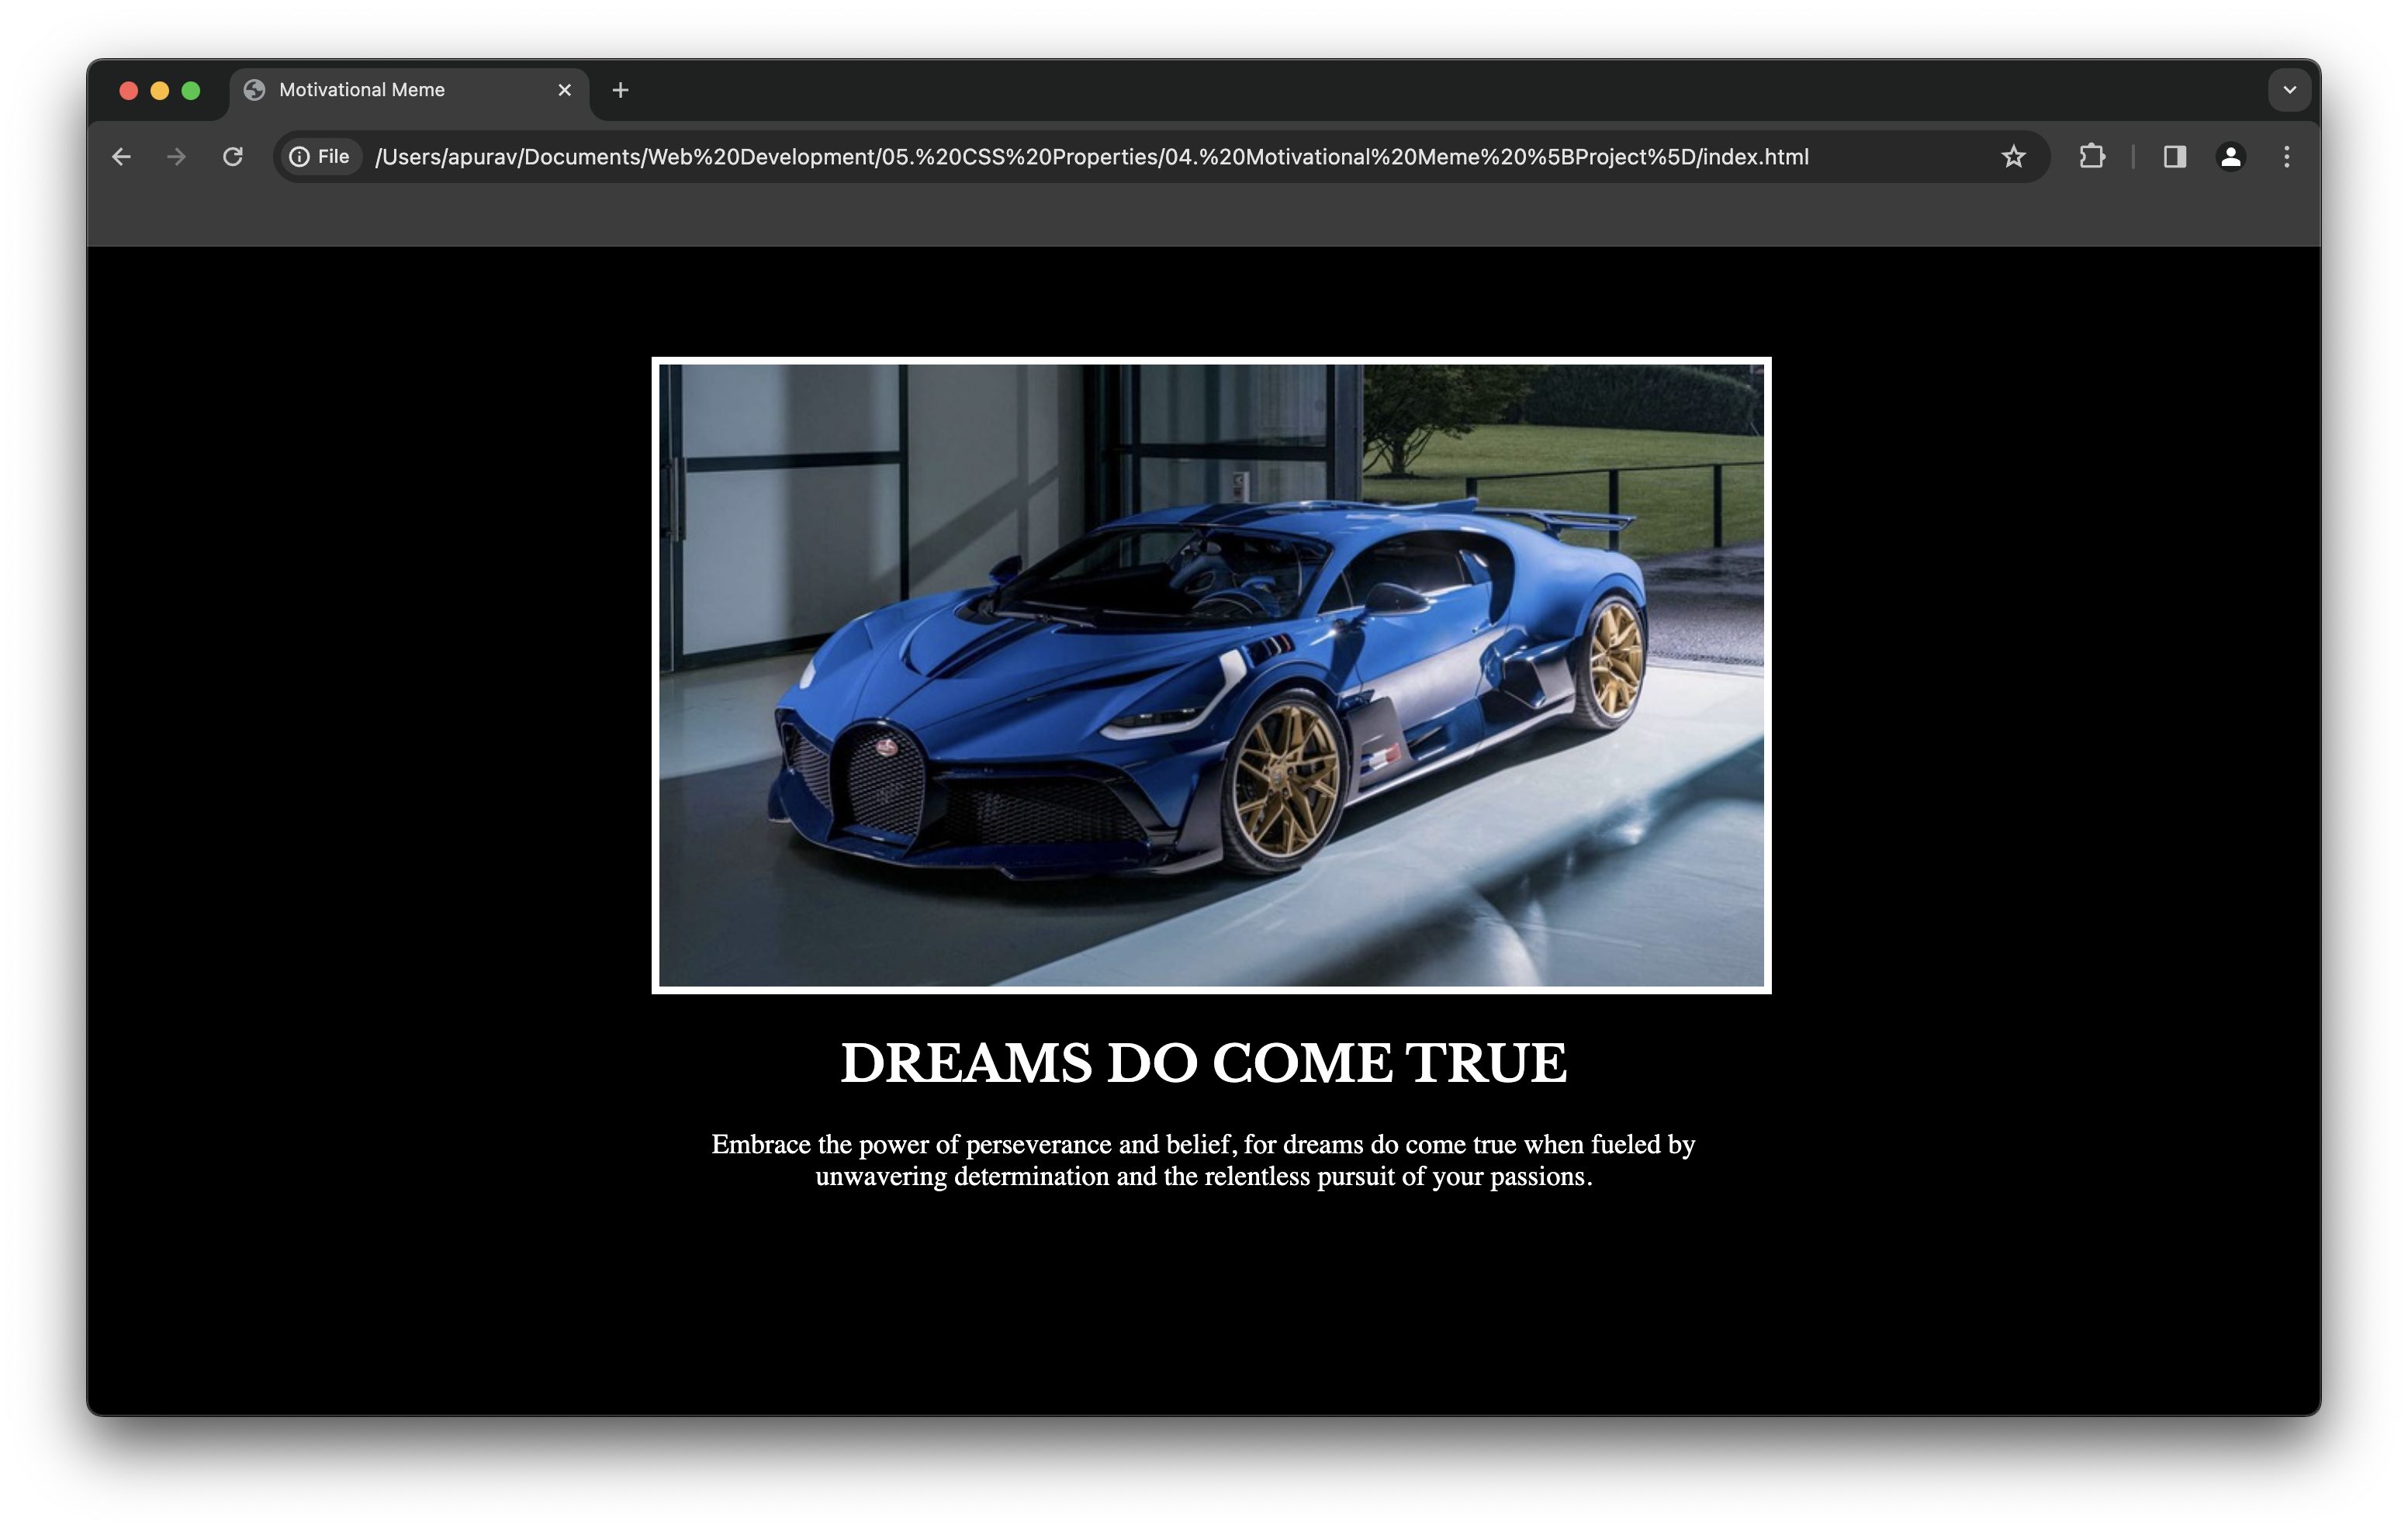 Motivational Meme
File
/Users/apurav/Documents/Web%20Development/05.%20CSS%20Properties/04.%20Motivational%20Meme%20%5BProject%5D/index.html
DREAMS DO COME TRUE
Embrace the power of perseverance and belief, for dreams do come true when fueled by
unwavering determination and the relentless pursuit of your passions.